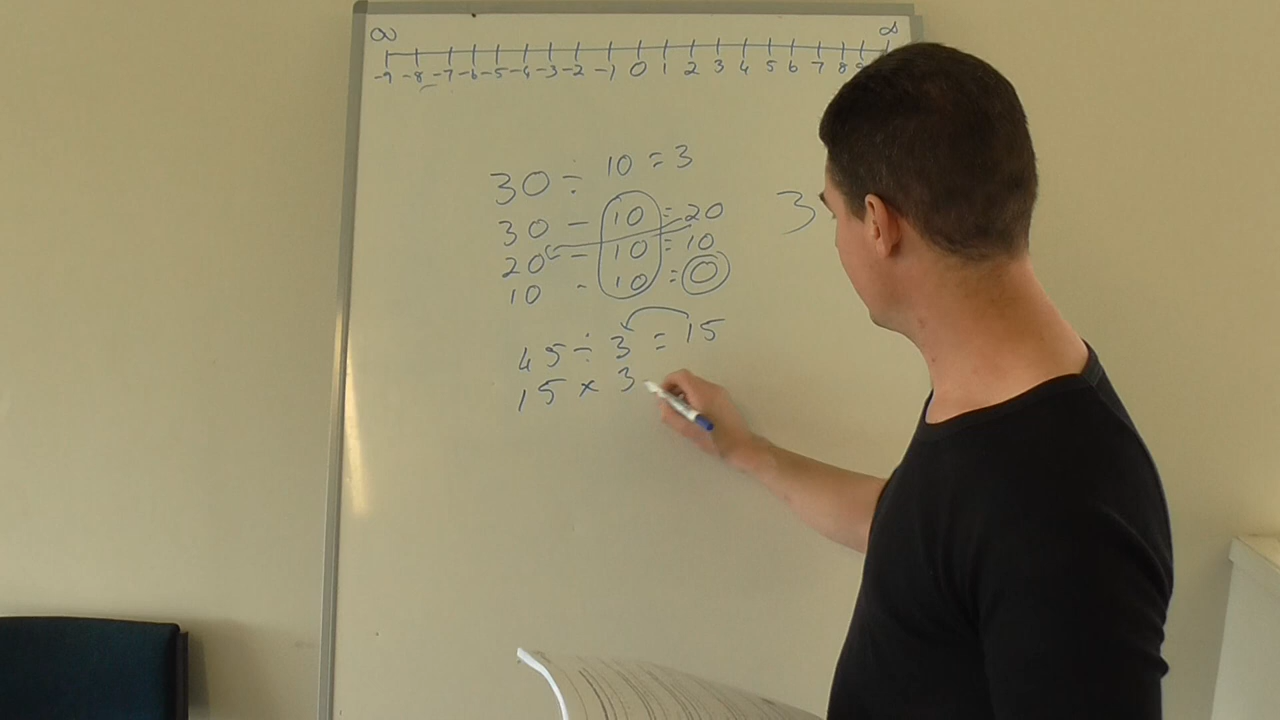 ∞ ∞
-9 -8 -7 -6 -5 -4 -3 -2 -1 0 1 2 3 4 5 6 7 8 9
30 ÷ 10 = 3
30 - 10 = 20
20 - 10 = 10
10 - 10 = 0
3
45 ÷ 3 = 15
15 × 3